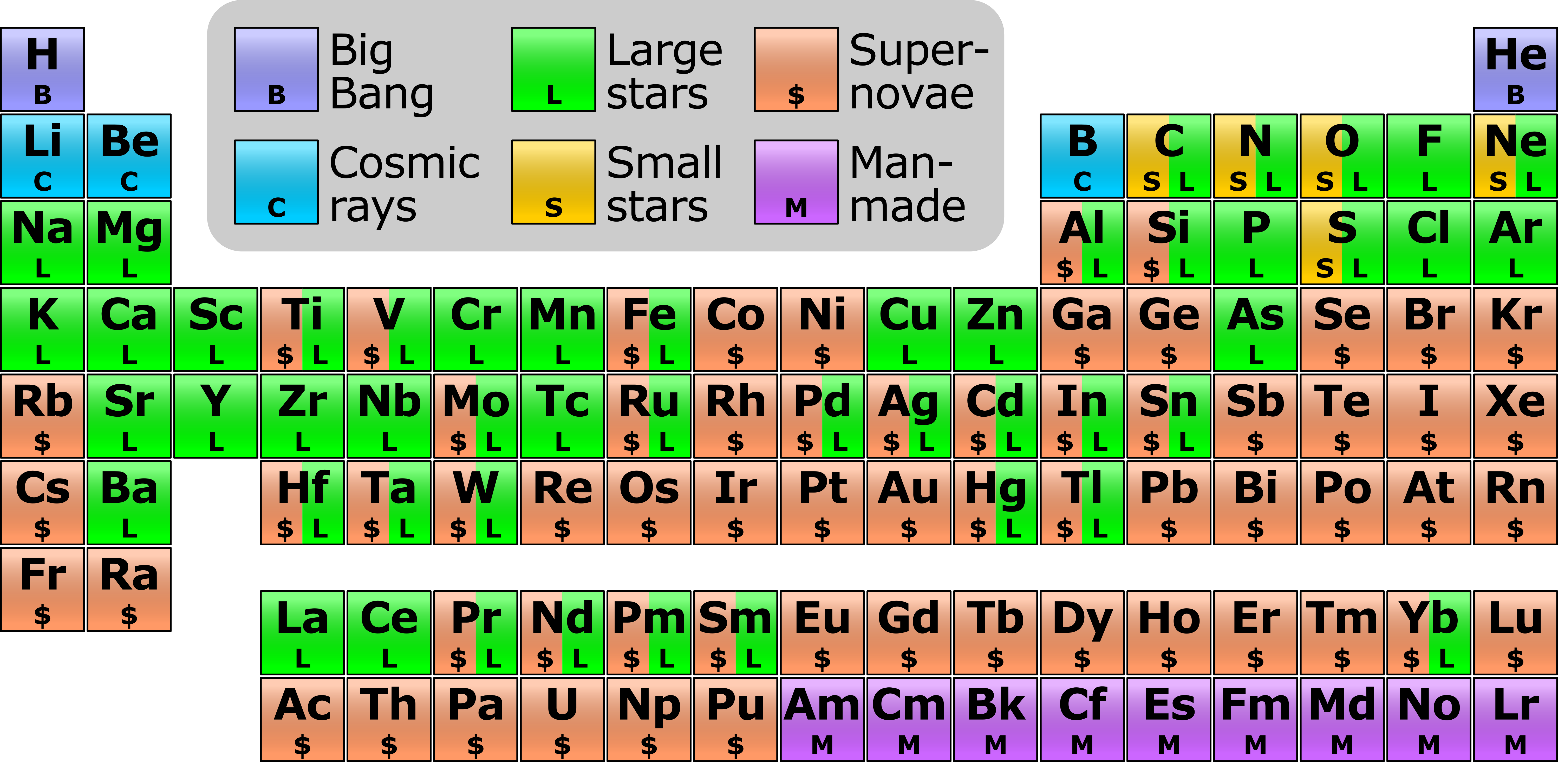 Big Bang
B
Large stars
L
Super-novae
$
Cosmic rays
C
Small stars
S
Man-made
M
H B
He B
Li C
Be C
B C
C S L
N S L
O S L
F L
Ne S L
Na L
Mg L
Al $ L
Si $ L
P L
S S L
Cl L
Ar L
K L
Ca L
Sc L
Ti $ L
V $ L
Cr L
Mn L
Fe $ L
Co $
Ni $
Cu L
Zn L
Ga $
Ge $
As L
Se $
Br $
Kr $
Rb $
Sr L
Y L
Zr L
Nb L
Mo $ L
Tc L
Ru $ L
Rh $
Pd $ L
Ag $ L
Cd $ L
In $ L
Sn $ L
Sb $
Te $
I $
Xe $
Cs $
Ba L
Hf $ L
Ta $ L
W $ L
Re $
Os $
Ir $
Pt $
Au $
Hg $ L
Tl $ L
Pb $
Bi $
Po $
At $
Rn $
Fr $
Ra $
La L
Ce L
Pr $ L
Nd $ L
Pm $ L
Sm $ L
Eu $
Gd $
Tb $
Dy $
Ho $
Er $
Tm $
Yb $ L
Lu $
Ac $
Th $
Pa $
U $
Np $
Pu $
Am M
Cm M
Bk M
Cf M
Es M
Fm M
Md M
No M
Lr M